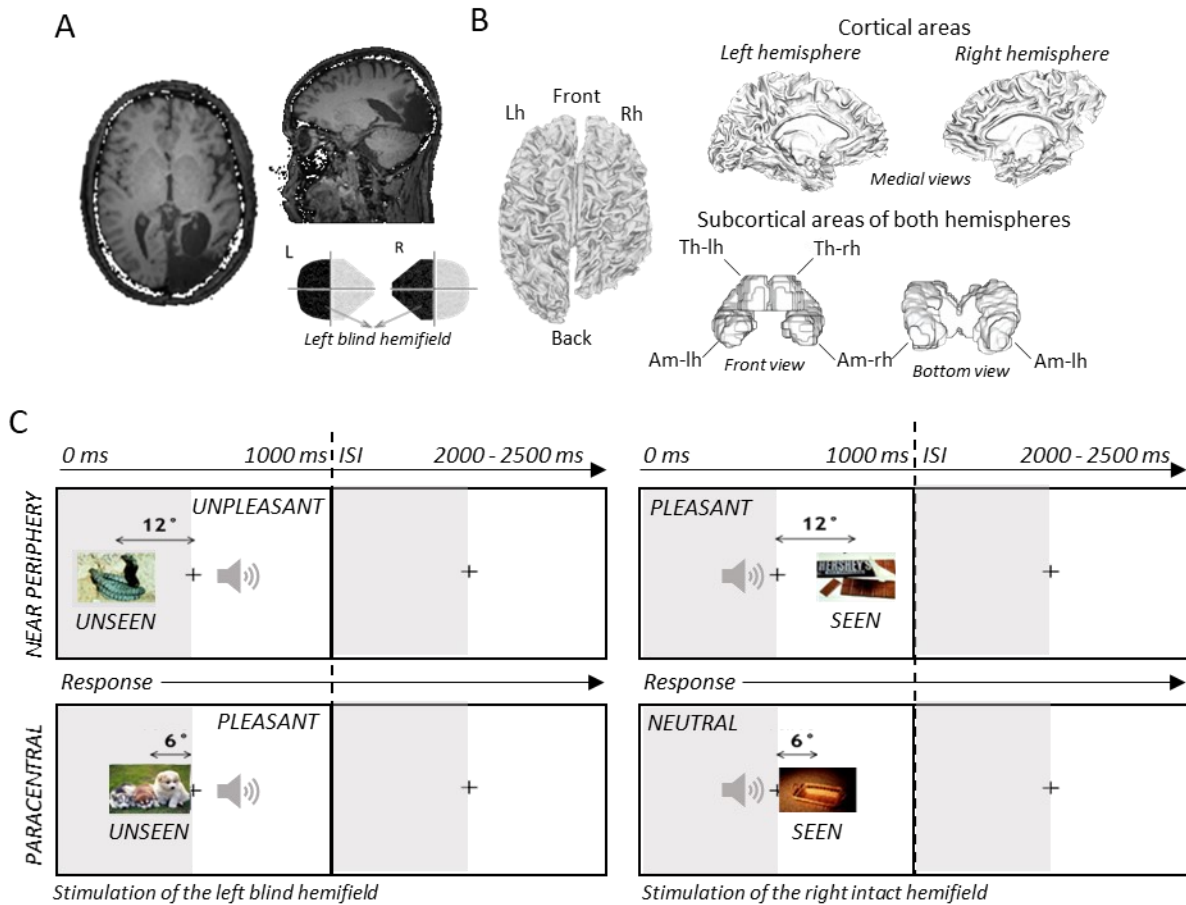 A
L
R
Left blind hemifield
B
Cortical areas
Left hemisphere
Right hemisphere
Front
Lh
Rh
Medial views
Back
Subcortical areas of both hemispheres
Th-lh
Th-rh
Am-lh
Front view
Am-rh
Bottom view
Am-lh
C
0 ms
1000 ms
ISI
2000 - 2500 ms
0 ms
1000 ms
ISI
2000 - 2500 ms
NEAR PERIPHERY
UNPLEASANT
12°
+
UNSEEN
+
PLEASANT
12°
+
HERSHEY'S
SEEN
+
Response
Response
PARACENTRAL
PLEASANT
6°
+
UNSEEN
+
NEUTRAL
6°
+
SEEN
+
Stimulation of the left blind hemifield
Stimulation of the right intact hemifield